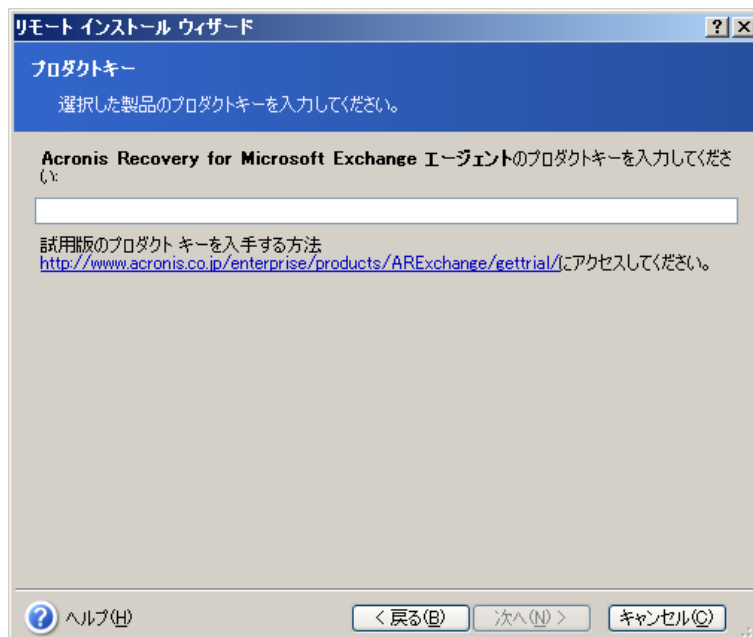 リモート インストール ウィザード
プロダクトキー
選択した製品のプロダクトキーを入力してください。
Acronis Recovery for Microsoft Exchange エージェントのプロダクトキーを入力してくださ
い:
試用版のプロダクト キーを入手する方法
http://www.acronis.co.jp/enterprise/products/ARExchange/gettrial/にアクセスしてください。
ヘルプ(H)
< 戻る(B)
次へ(N) >
キャンセル(C)